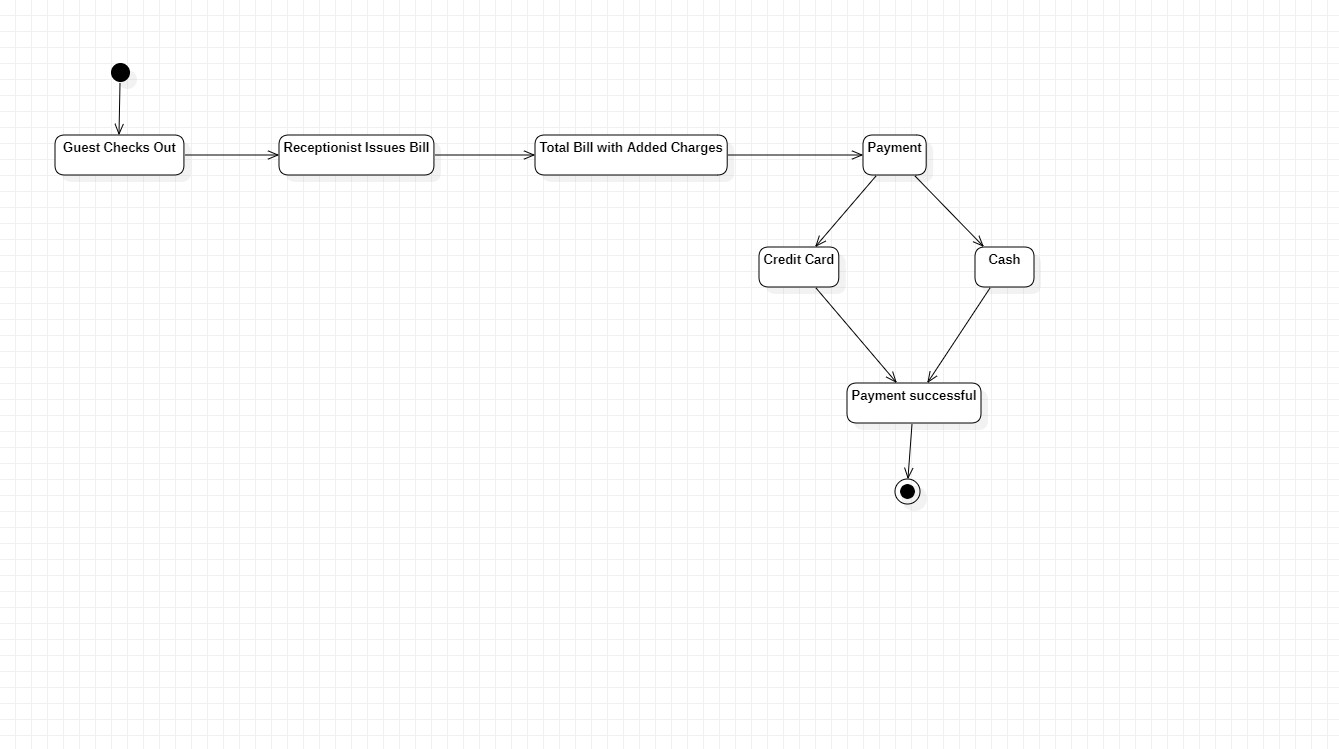 Guest Checks Out
Receptionist Issues Bill
Total Bill with Added Charges
Payment
Credit Card
Cash
Payment successful